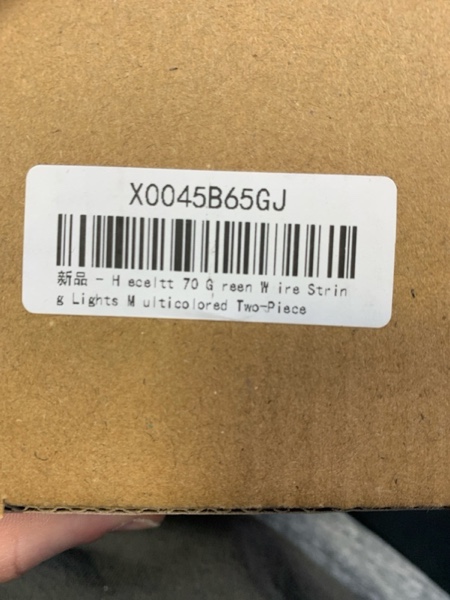 X0045B65GJ
新品 - H eceltt 70 G reen W ire Strin
g Lights M ulticolored Two-Piece